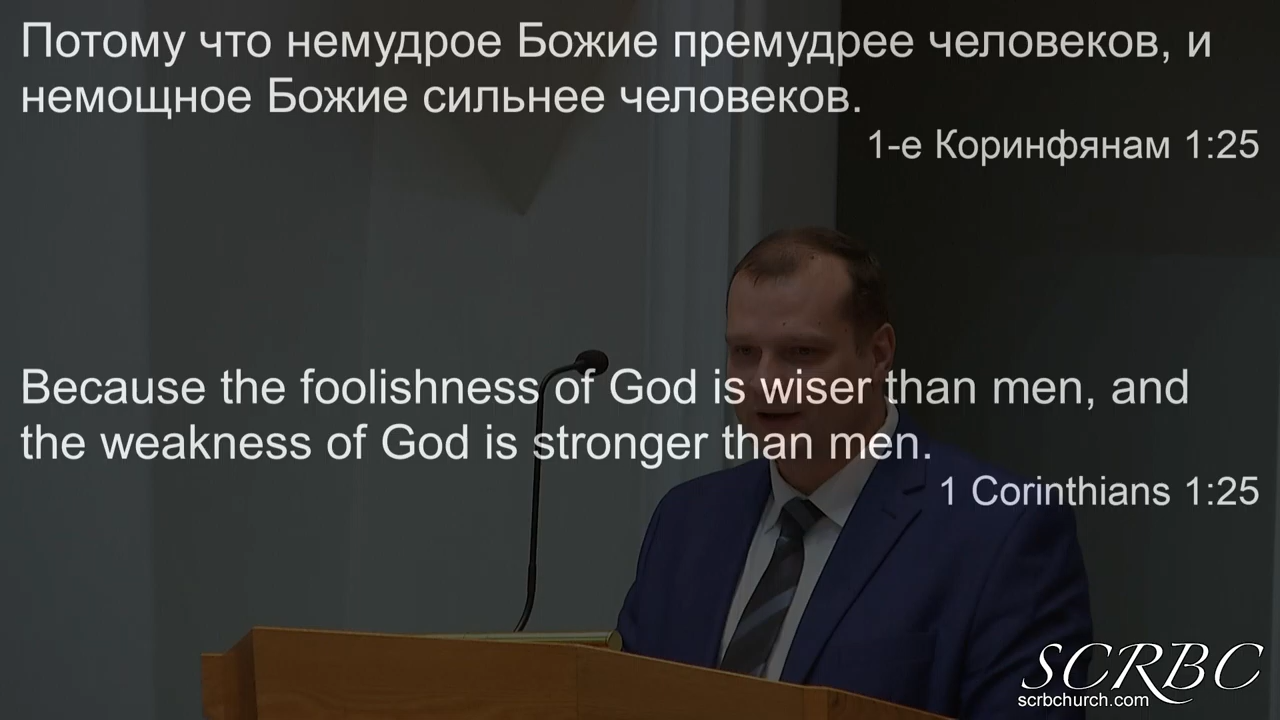 Потому что немудрое Божие премудрее человеков, и
немощное Божие сильнее человеков.
1-е Коринфянам 1:25
Because the foolishness of God is wiser than men, and
the weakness of God is stronger than men.
1 Corinthians 1:25
SCRBC
scrbchurch.com